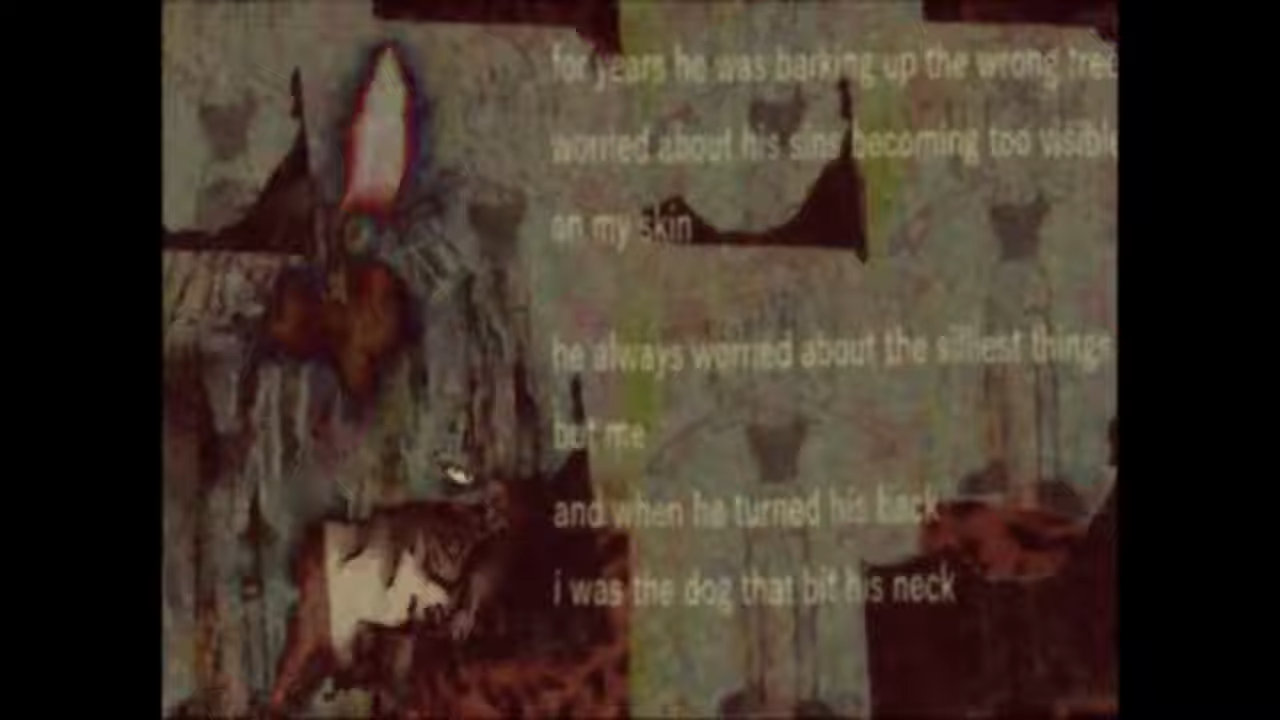 for years he was barking up the wrong tree
worried about his sins becoming too visible
on my skin
he always worried about the silliest things
but me
and when he turned his back
i was the dog that bit his neck